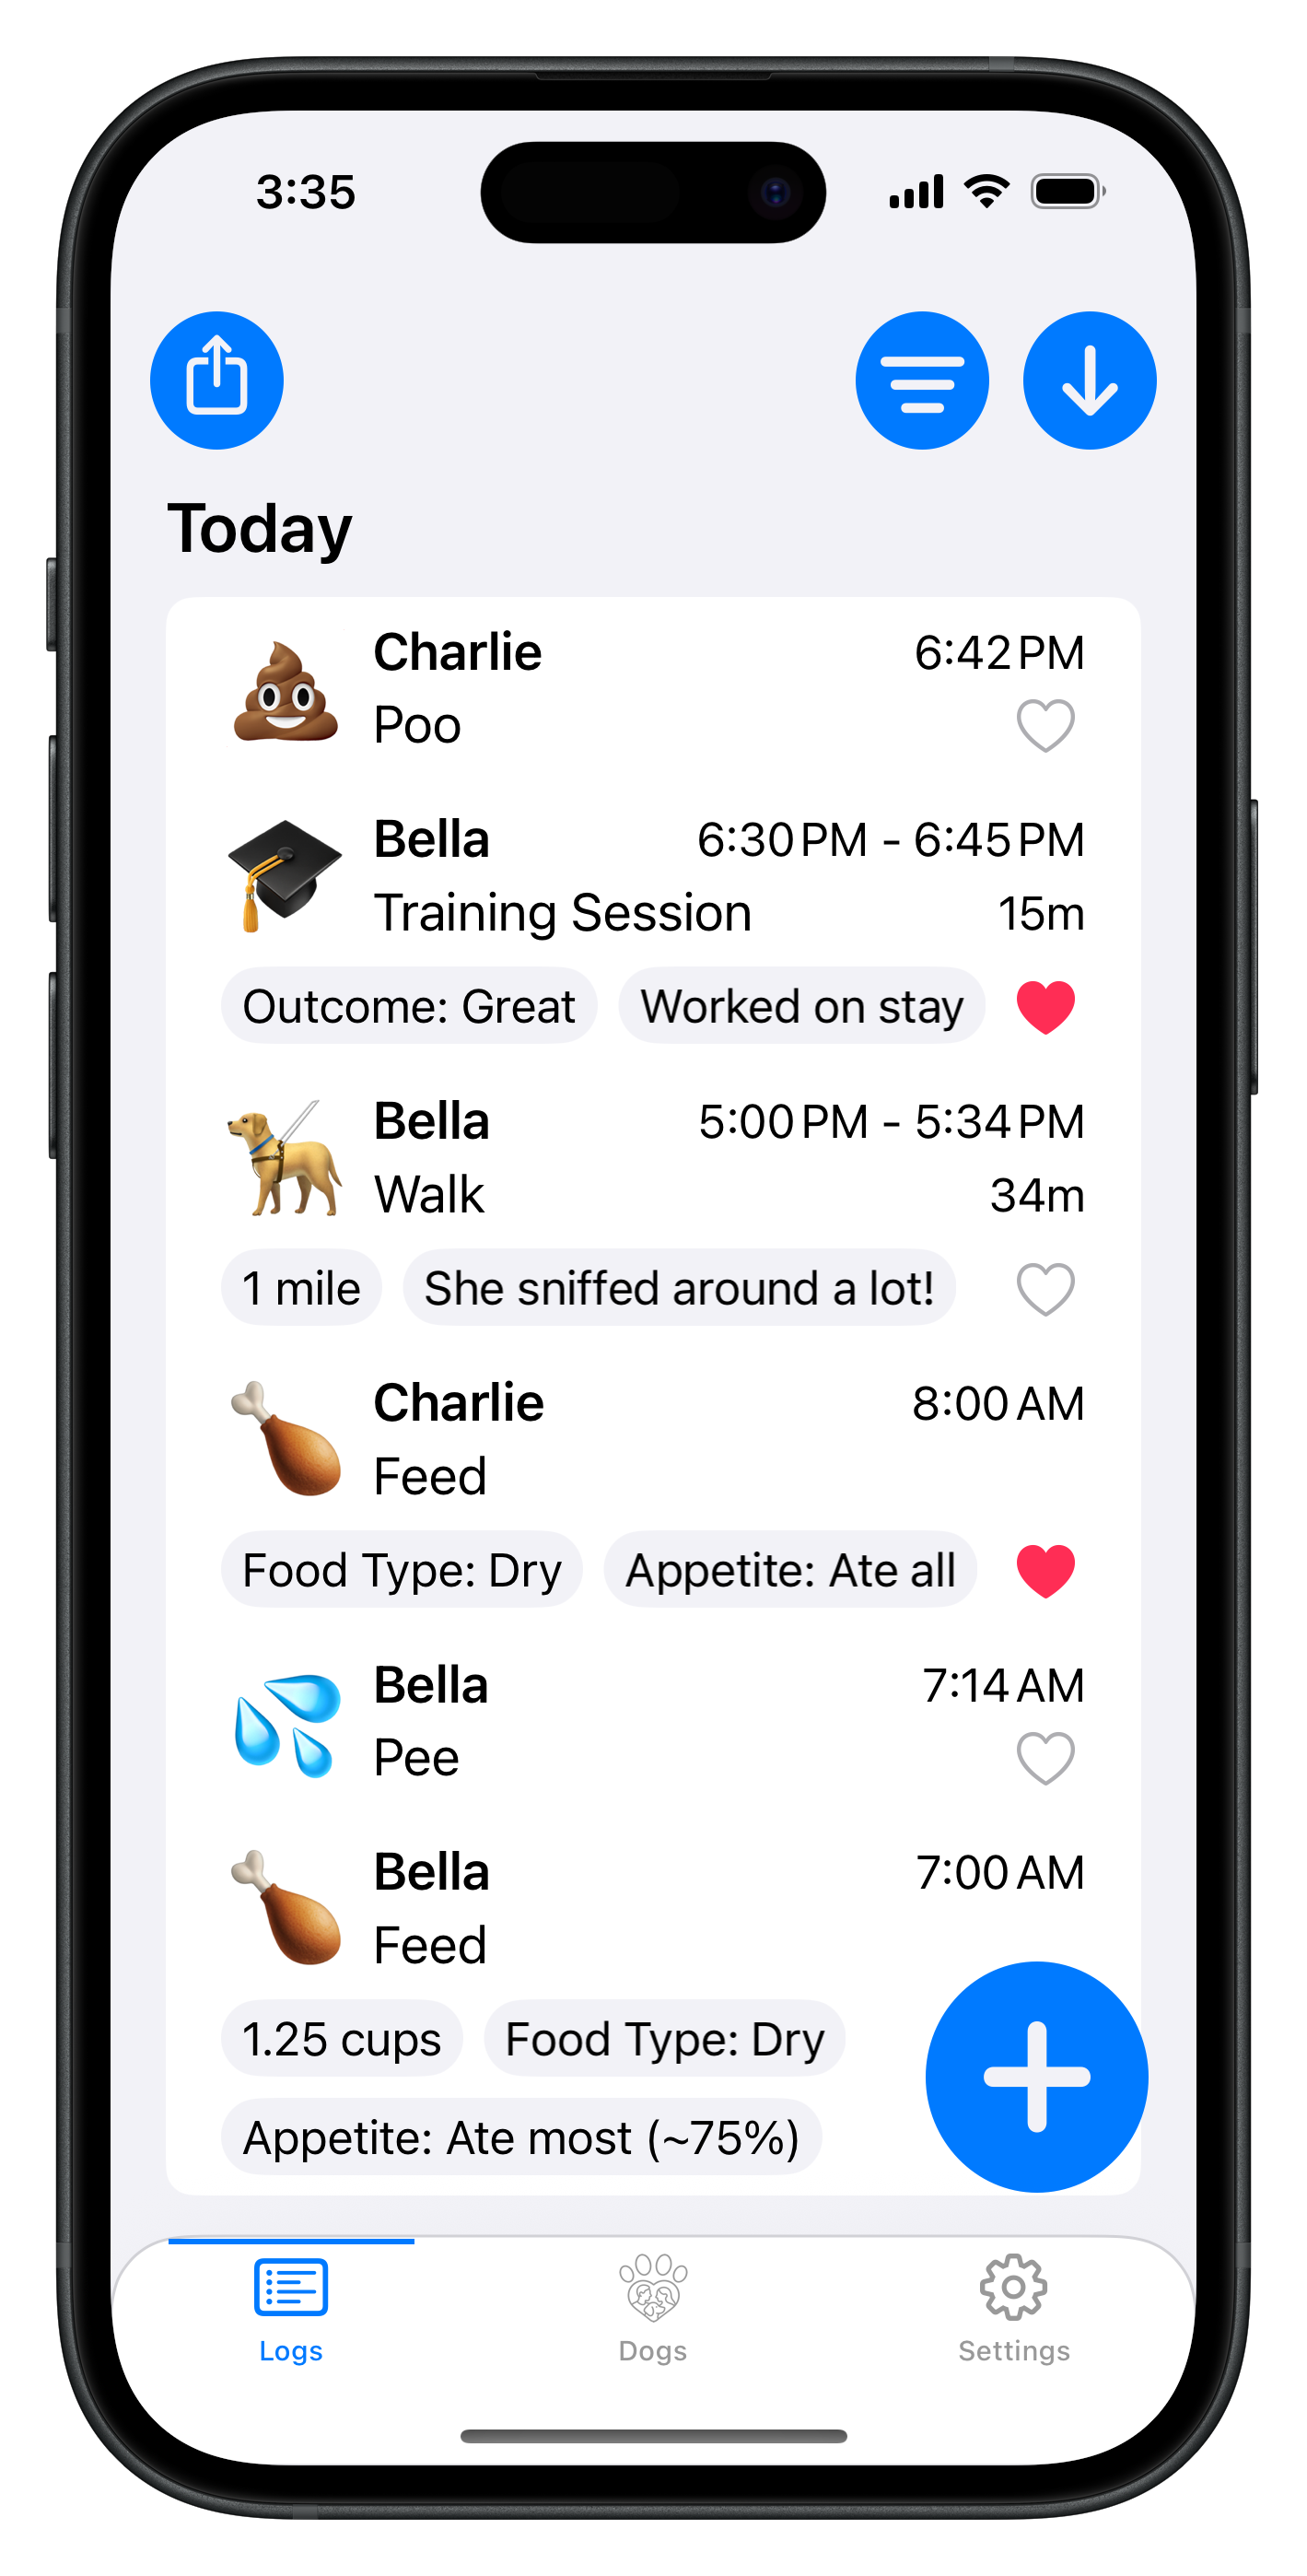 3:35
Today
Charlie 6:42 PM
Poo
Bella 6:30 PM - 6:45 PM
Training Session 15m
Outcome: Great Worked on stay
Bella 5:00 PM - 5:34 PM
Walk 34m
1 mile She sniffed around a lot!
Charlie 8:00 AM
Feed
Food Type: Dry Appetite: Ate all
Bella 7:14 AM
Pee
Bella 7:00 AM
Feed
1.25 cups Food Type: Dry
Appetite: Ate most (~75%)
Logs Dogs Settings